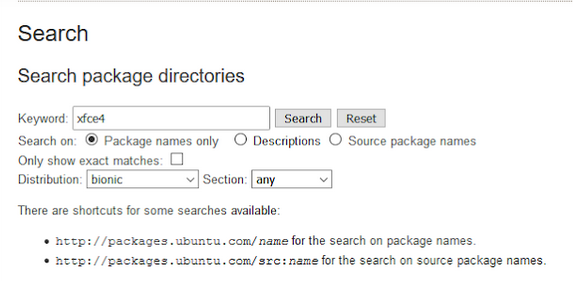 Search
Search package directories
Keyword: xfce4 Search Reset
Search on: Package names only Descriptions Source package names
Only show exact matches:
Distribution: bionic Section: any
There are shortcuts for some searches available:
• http://packages.ubuntu.com/name for the search on package names.
• http://packages.ubuntu.com/src:name for the search on source package names.